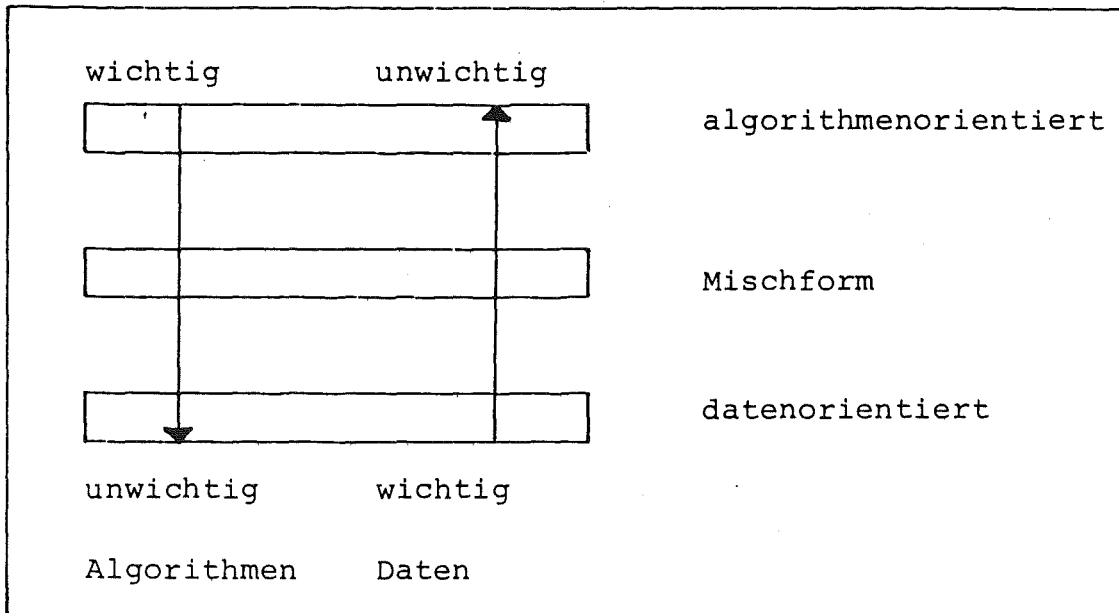 wichtig unwichtig
algorithmenorientiert
Mischform
datenorientiert
unwichtig wichtig
Algorithmen Daten